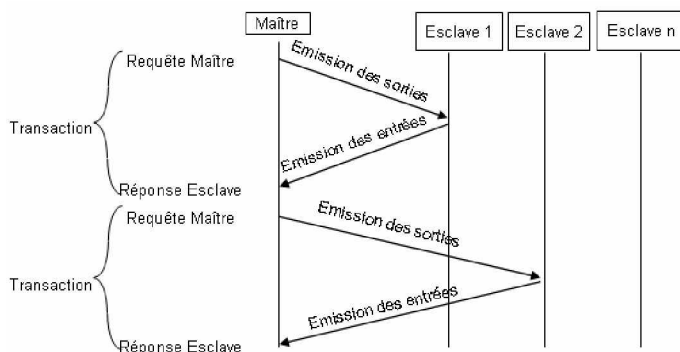 Maître
Esclave 1
Esclave 2
Esclave n
Requête Maître
Emission des sorties
Transaction
Emission des entrées
Réponse Esclave
Requête Maître
Emission des sorties
Transaction
Emission des entrées
Réponse Esclave